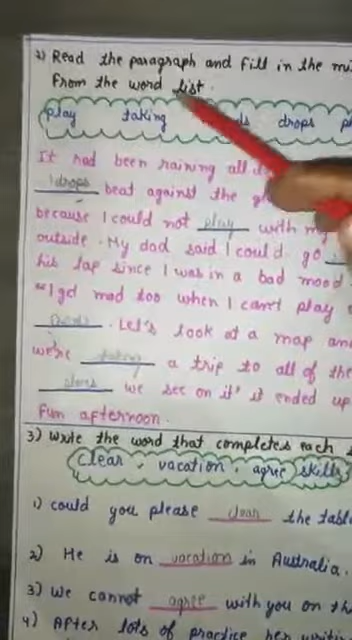 2) Read the paragraph and fill in the
From the word list.
play taking drops
It had been raining all
drops beat against the
because I could not play with my
outside. My dad said I could go
his lap since I was in a bad mood
"I get mad too when I can't play
Let's look at a map and
we're taking a trip to all of the
we see on it" it ended up
Fun afternoon.
3) Write the word that completes each
clear, vacation, agree skills
1) could you please clear the
2) He is on vacation in Australia.
3) we cannot agree with you on
4) After lots of practice her